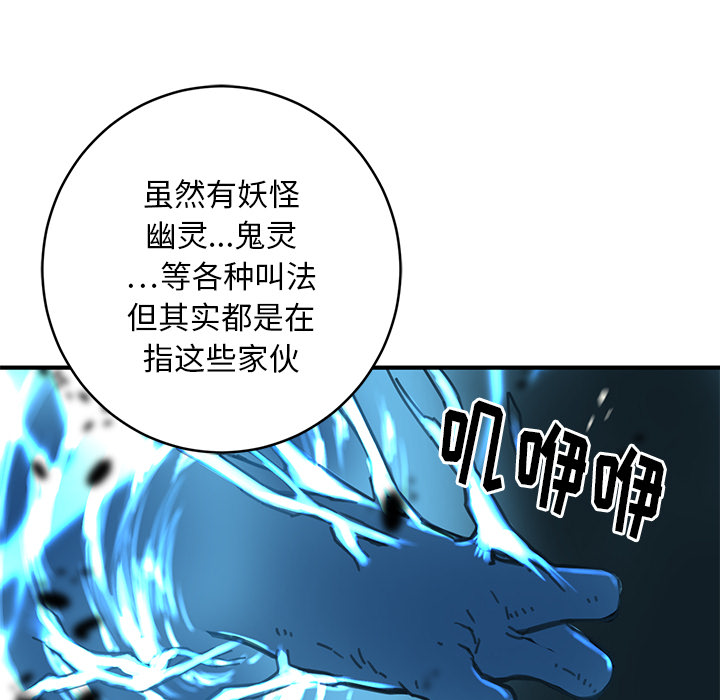 虽然有妖怪
幽灵...鬼灵
...等各种叫法
但其实都是在
指这些家伙
叽咿咿